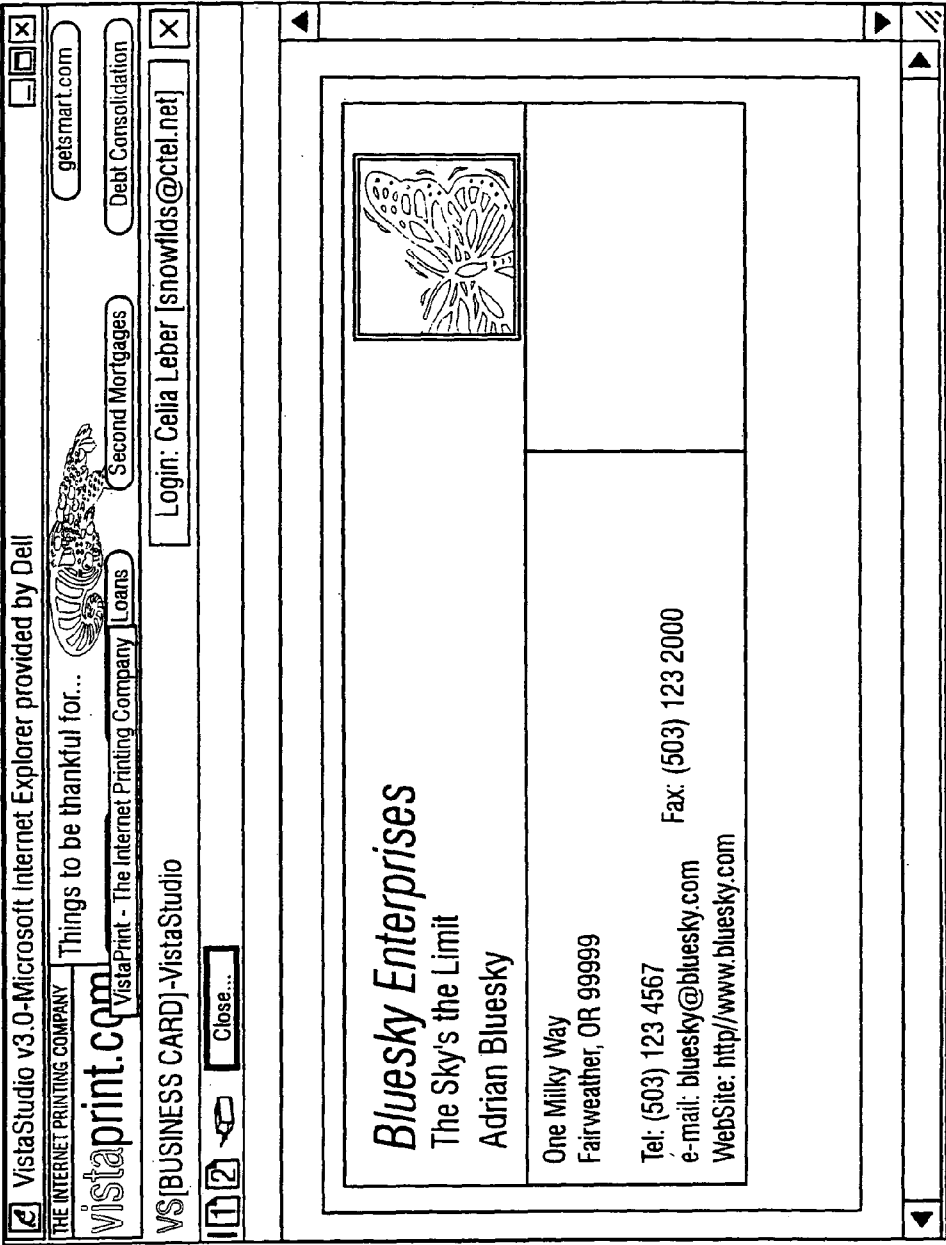 VistaStudio v3.0-Microsoft Internet Explorer provided by Dell
THE INTERNET PRINTING COMPANY
vistaprint.com
Things to be thankful for...
getsmart.com
VistaPrint - The Internet Printing Company
Loans
Second Mortgages
Debt Consolidation
VS[BUSINESS CARD]-VistaStudio
Login: Celia Leber [snowflds@ctel.net]
1 2 Close...
Bluesky Enterprises
The Sky's the Limit
Adrian Bluesky
One Milky Way
Fairweather, OR 99999
Tel: (503) 123 4567 Fax: (503) 123 2000
e-mail: bluesky@bluesky.com
WebSite: http//www.bluesky.com